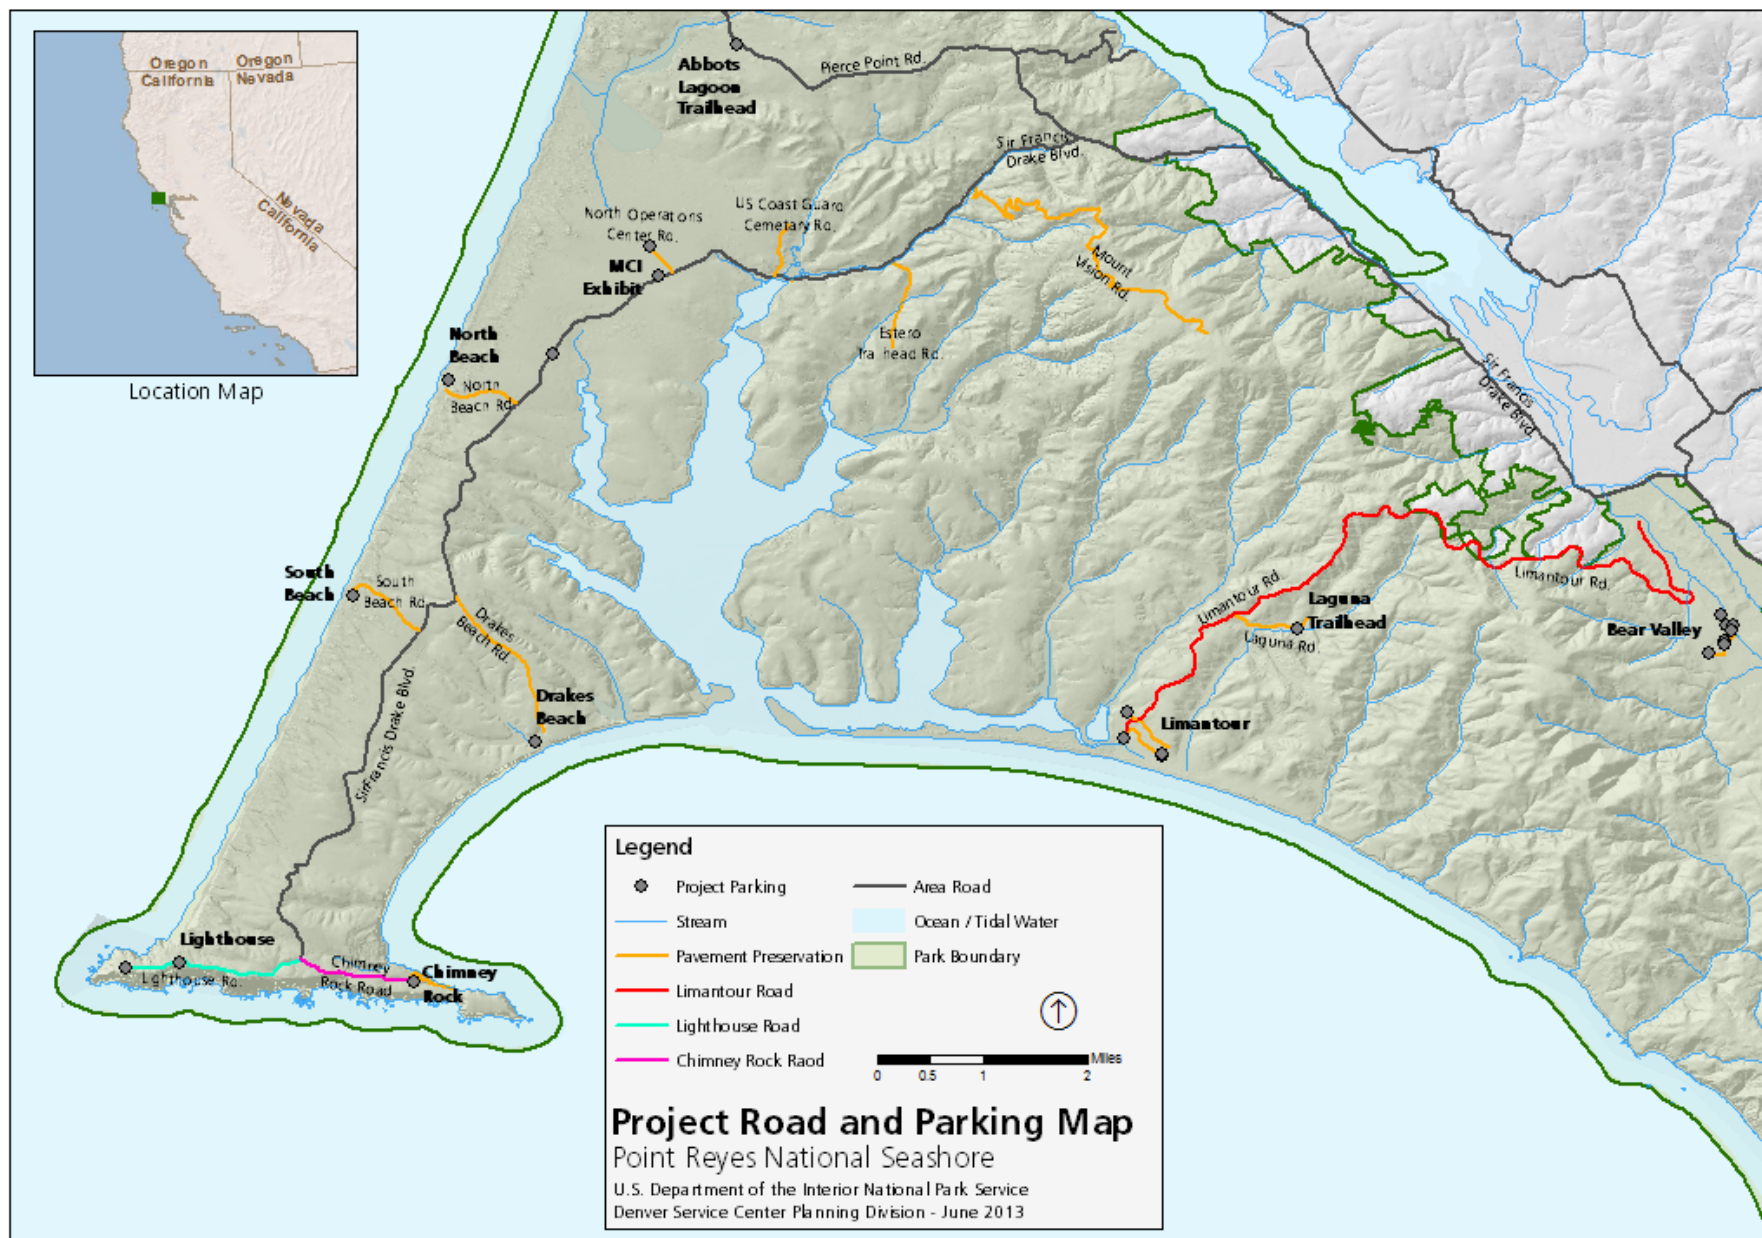 Oregon
California
Oregon
Nevada
Nevada
California
Location Map
Abbots
Lagoon
Trailhead
Pierce Point Rd.
Sir Francis
Drake Blvd.
US Coast Guard
Cemetary Rd.
North Operations
Center Rd.
MCI
Exhibit
Mount
Vision Rd.
Estero
Trailhead Rd.
North
Beach
North
Beach Rd.
Sir Francis
Drake Blvd.
South
Beach
South
Beach Rd.
Drakes
Beach Rd.
Drakes
Beach
Sir Francis Drake Blvd.
Limantour Rd.
Limantour Rd.
Laguna
Trailhead
Laguna Rd.
Bear Valley
Limantour
Lighthouse
Lighthouse Rd.
Chimney
Rock Road
Chimney
Rock
Legend
Project Parking
Stream
Pavement Preservation
Limantour Road
Lighthouse Road
Chimney Rock Raod
Area Road
Ocean / Tidal Water
Park Boundary
Miles
0 0.5 1 2
Project Road and Parking Map
Point Reyes National Seashore
U.S. Department of the Interior National Park Service
Denver Service Center Planning Division - June 2013